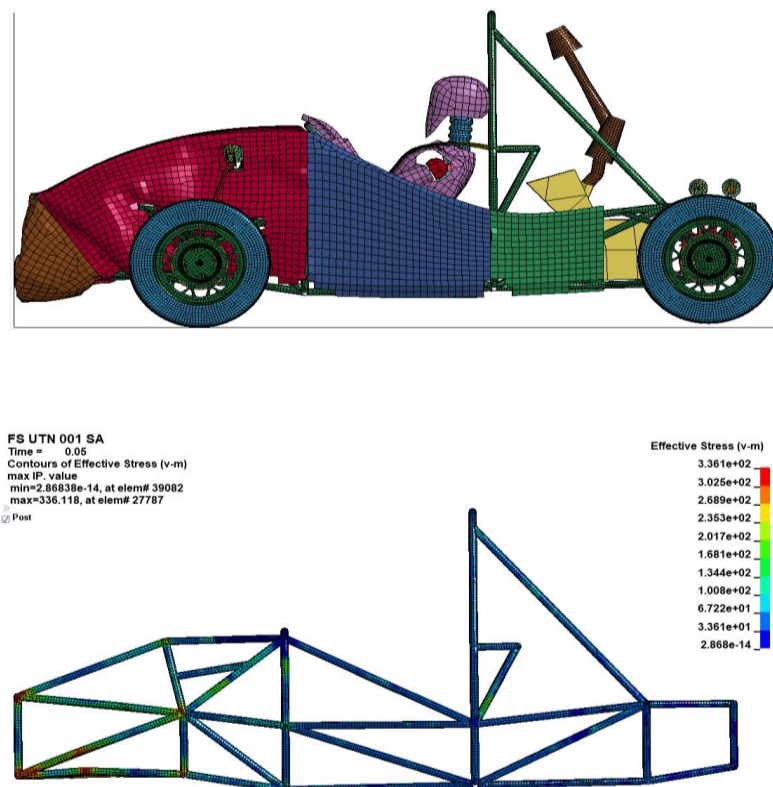 FS UTN 001 SA
Time = 0.05
Contours of Effective Stress (v-m)
max IP. value
min=2.86838e-14, at elem# 39082
max=336.118, at elem# 27787
Post
Effective Stress (v-m)
3.361e+02
3.025e+02
2.689e+02
2.353e+02
2.017e+02
1.681e+02
1.344e+02
1.008e+02
6.722e+01
3.361e+01
2.868e-14